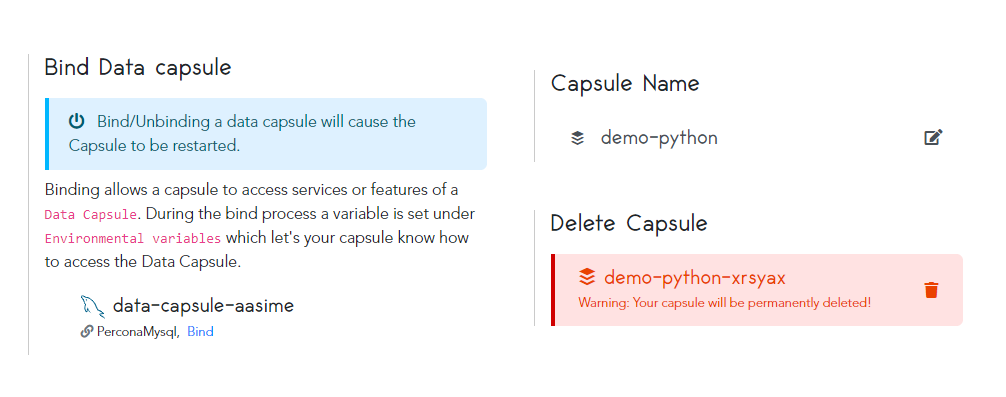 Bind Data capsule
Bind/Unbinding a data capsule will cause the
Capsule to be restarted.
Binding allows a capsule to access services or features of a
Data Capsule. During the bind process a variable is set under
Environmental variables which let's your capsule know how
to access the Data Capsule.
data-capsule-aasime
PerconaMysql, Bind
Capsule Name
demo-python
Delete Capsule
demo-python-xrsyax
Warning: Your capsule will be permanently deleted!